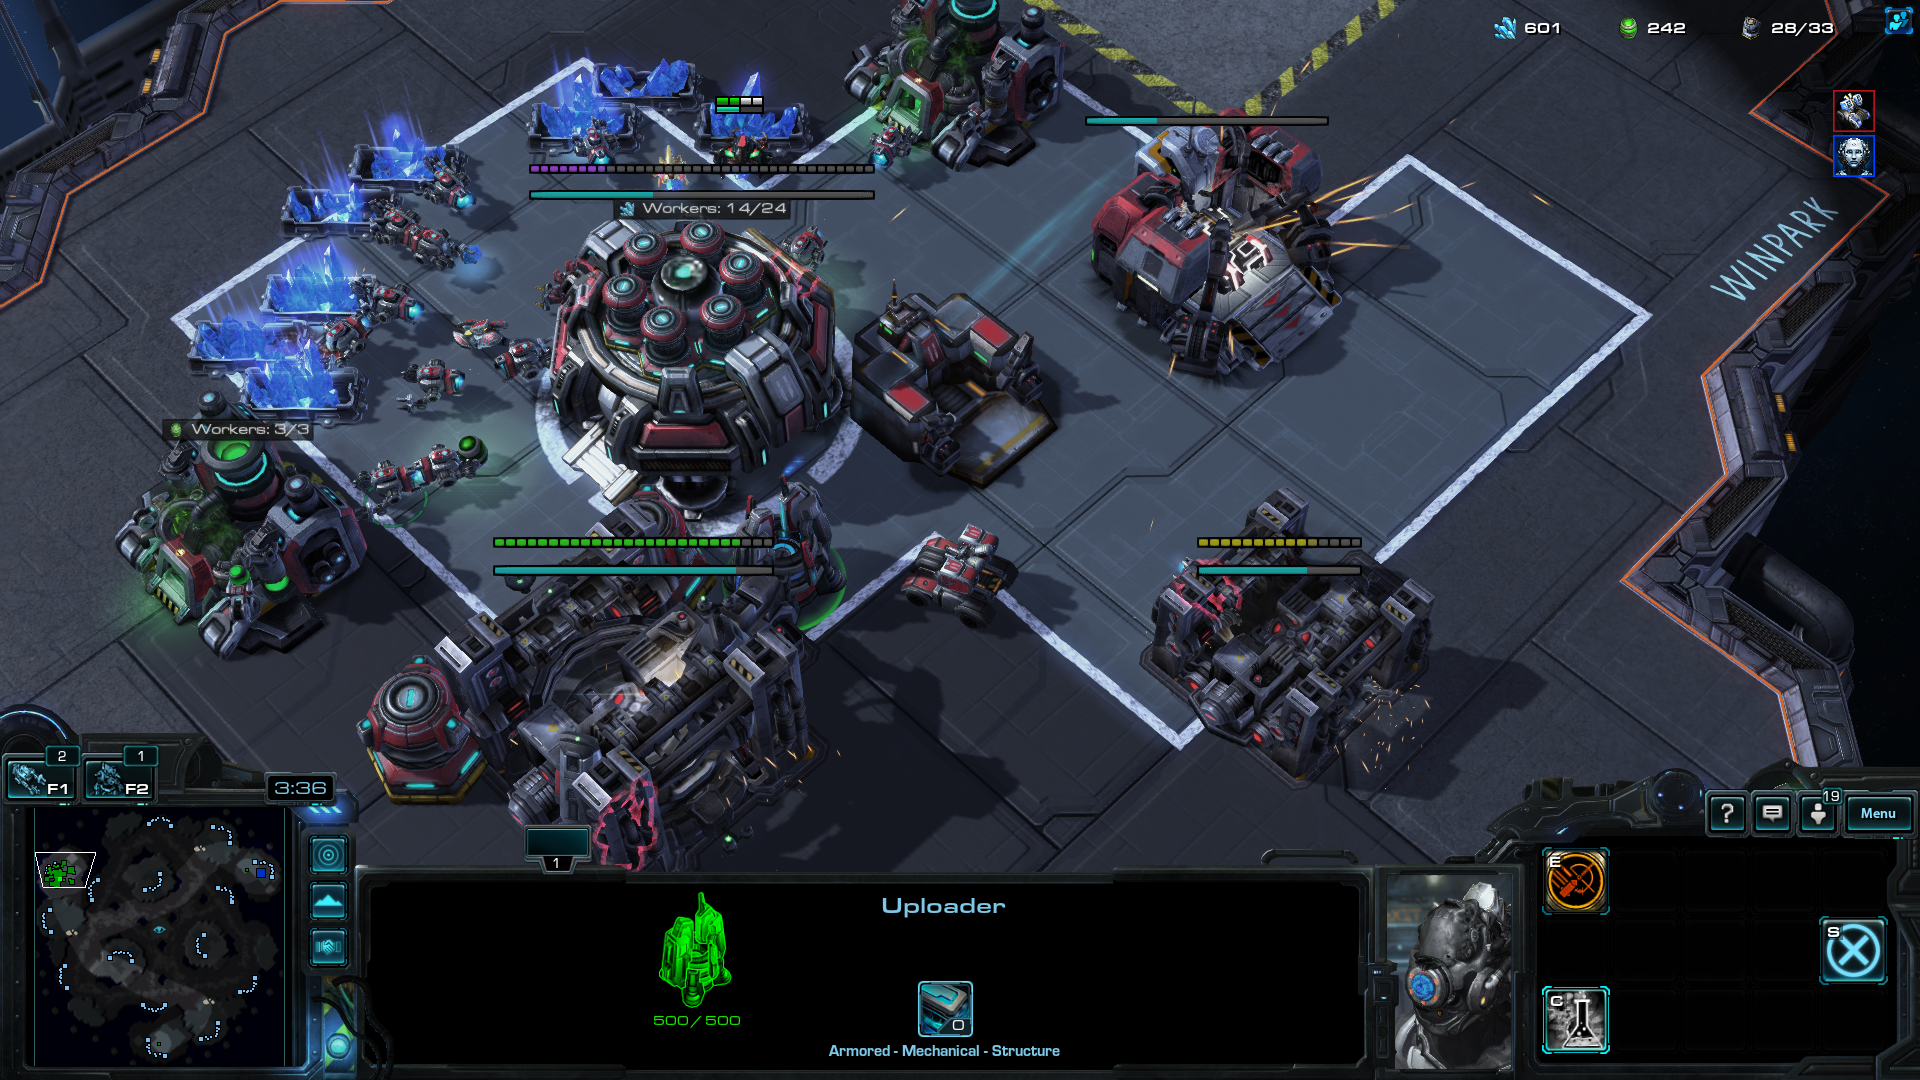 601 242 28/33
Workers: 14/24
WINPARK
Workers: 3/3
2 1
F1 F2
3:36
19
? Menu
1
Uploader
500/500
O
Armored - Mechanical - Structure
E
S
C